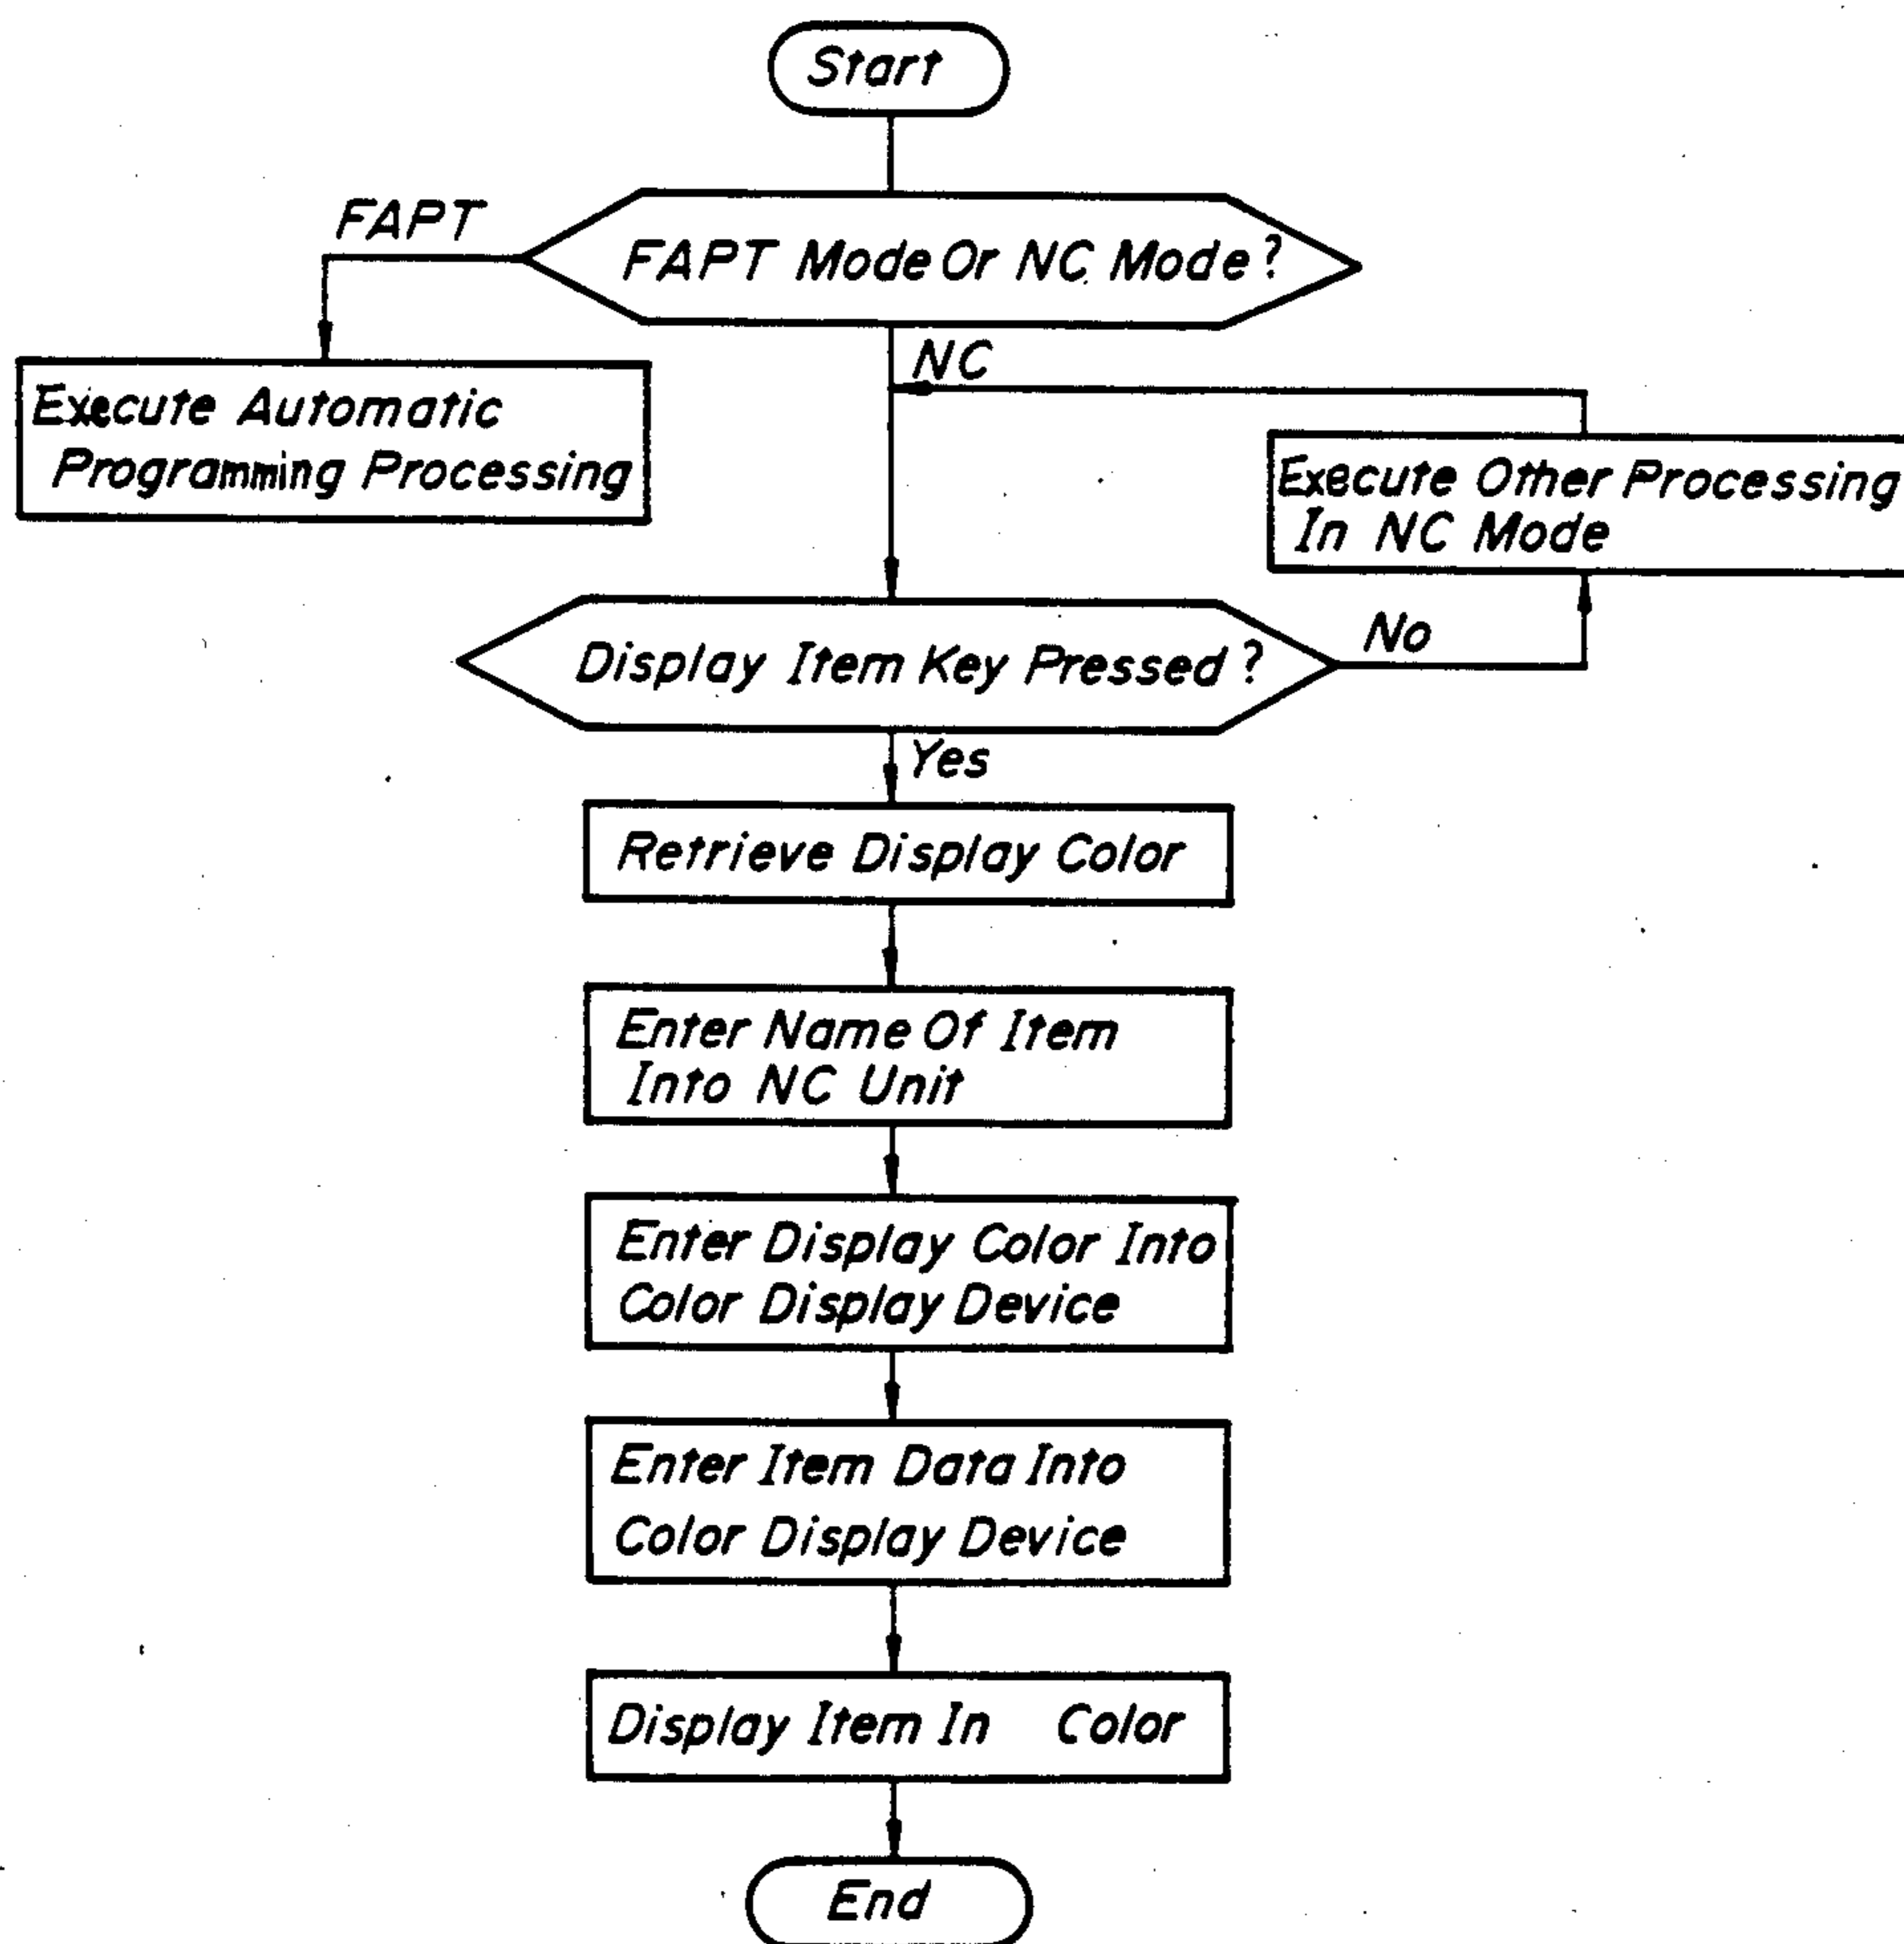 Start
FAPT
FAPT Mode Or NC Mode?
NC
Execute Automatic
Programming Processing
Execute Other Processing
In NC Mode
Display Item Key Pressed?
No
Yes
Retrieve Display Color
Enter Name Of Item
Into NC Unit
Enter Display Color Into
Color Display Device
Enter Item Data Into
Color Display Device
Display Item In Color
End